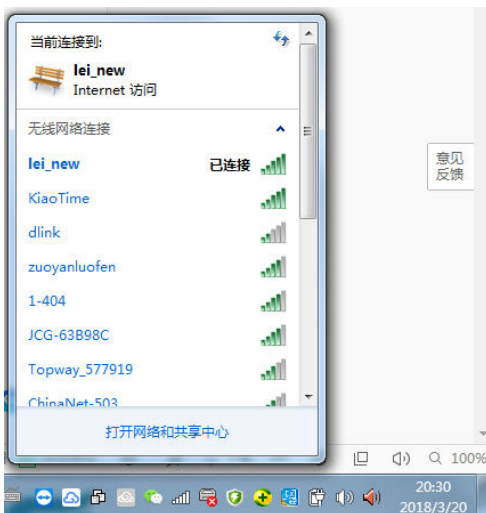 当前连接到:
lei_new
Internet 访问
无线网络连接
lei_new 已连接
KiaoTime
dlink
zuoyanluofen
1-404
JCG-63B98C
Topway_577919
ChinaNet-503
打开网络和共享中心
意见
反馈
100%
20:30
2018/3/20